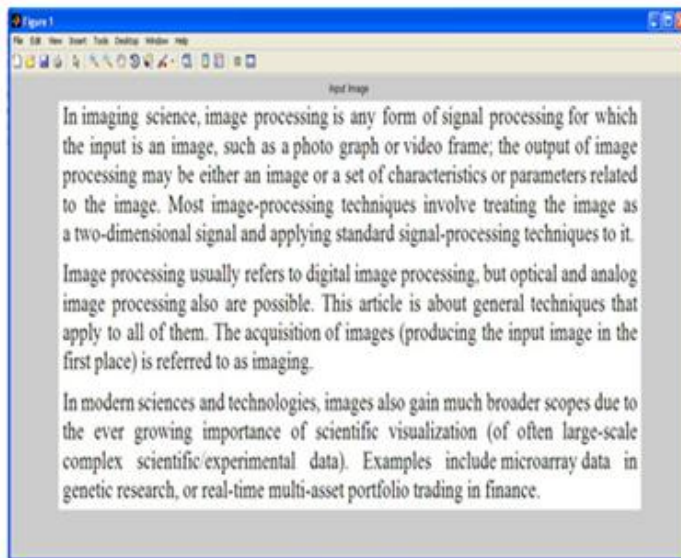 Figure 1
File Edit View Insert Tools Desktop Window Help
Input Image
In imaging science, image processing is any form of signal processing for which
the input is an image, such as a photo graph or video frame; the output of image
processing may be either an image or a set of characteristics or parameters related
to the image. Most image-processing techniques involve treating the image as
a two-dimensional signal and applying standard signal-processing techniques to it.
Image processing usually refers to digital image processing, but optical and analog
image processing also are possible. This article is about general techniques that
apply to all of them. The acquisition of images (producing the input image in the
first place) is referred to as imaging.
In modern sciences and technologies, images also gain much broader scopes due to
the ever growing importance of scientific visualization (of often large-scale
complex scientific/experimental data). Examples include microarray data in
genetic research, or real-time multi-asset portfolio trading in finance.